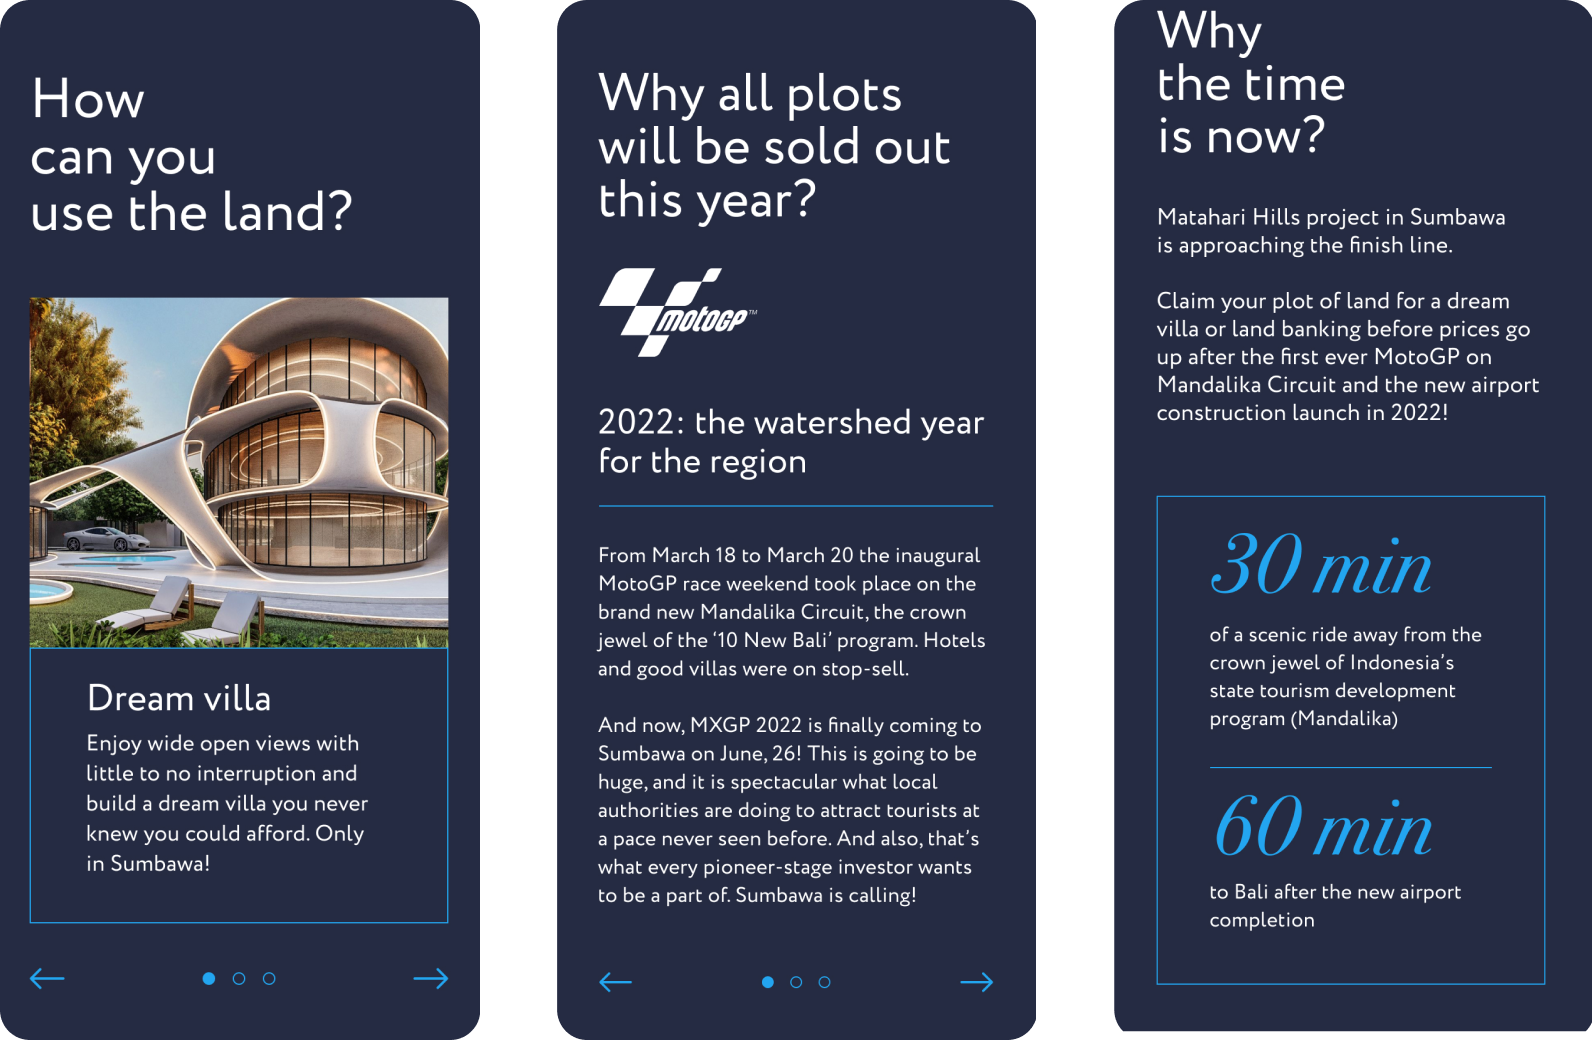 How
can you
use the land?
Dream villa
Enjoy wide open views with
little to no interruption and
build a dream villa you never
knew you could afford. Only
in Sumbawa!
Why all plots
will be sold out
this year?
MotoGP™
2022: the watershed year
for the region
From March 18 to March 20 the inaugural
MotoGP race weekend took place on the
brand new Mandalika Circuit, the crown
jewel of the ‘10 New Bali’ program. Hotels
and good villas were on stop-sell.
And now, MXGP 2022 is finally coming to
Sumbawa on June, 26! This is going to be
huge, and it is spectacular what local
authorities are doing to attract tourists at
a pace never seen before. And also, that’s
what every pioneer-stage investor wants
to be a part of. Sumbawa is calling!
Why
the time
is now?
Matahari Hills project in Sumbawa
is approaching the finish line.
Claim your plot of land for a dream
villa or land banking before prices go
up after the first ever MotoGP on
Mandalika Circuit and the new airport
construction launch in 2022!
30 min
of a scenic ride away from the
crown jewel of Indonesia’s
state tourism development
program (Mandalika)
60 min
to Bali after the new airport
completion